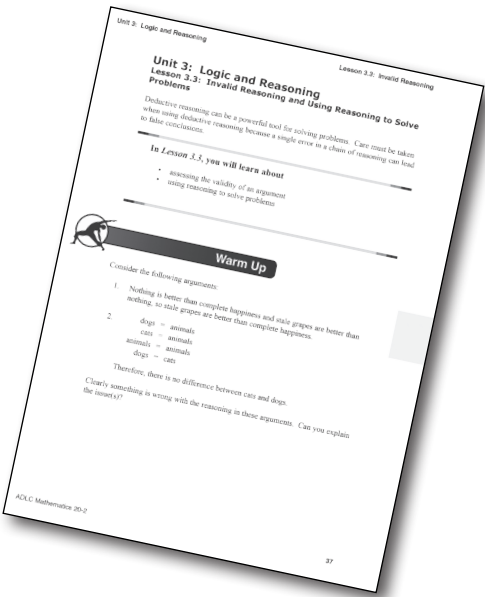 Unit 3: Logic and Reasoning
Lesson 3.3: Invalid Reasoning
Unit 3: Logic and Reasoning
Lesson 3.3: Invalid Reasoning and Using Reasoning to Solve
Problems
Deductive reasoning can be a powerful tool for solving problems. Care must be taken
when using deductive reasoning because a single error in a chain of reasoning can lead
to false conclusions.
In Lesson 3.3, you will learn about
• assessing the validity of an argument
• using reasoning to solve problems
Warm Up
Consider the following arguments:
1. Nothing is better than complete happiness and stale grapes are better than
nothing, so stale grapes are better than complete happiness.
2.
dogs = animals
cats = animals
animals = animals
dogs = cats
Therefore, there is no difference between cats and dogs.
Clearly something is wrong with the reasoning in these arguments. Can you explain
the issue(s)?
ADLC Mathematics 20-2
37